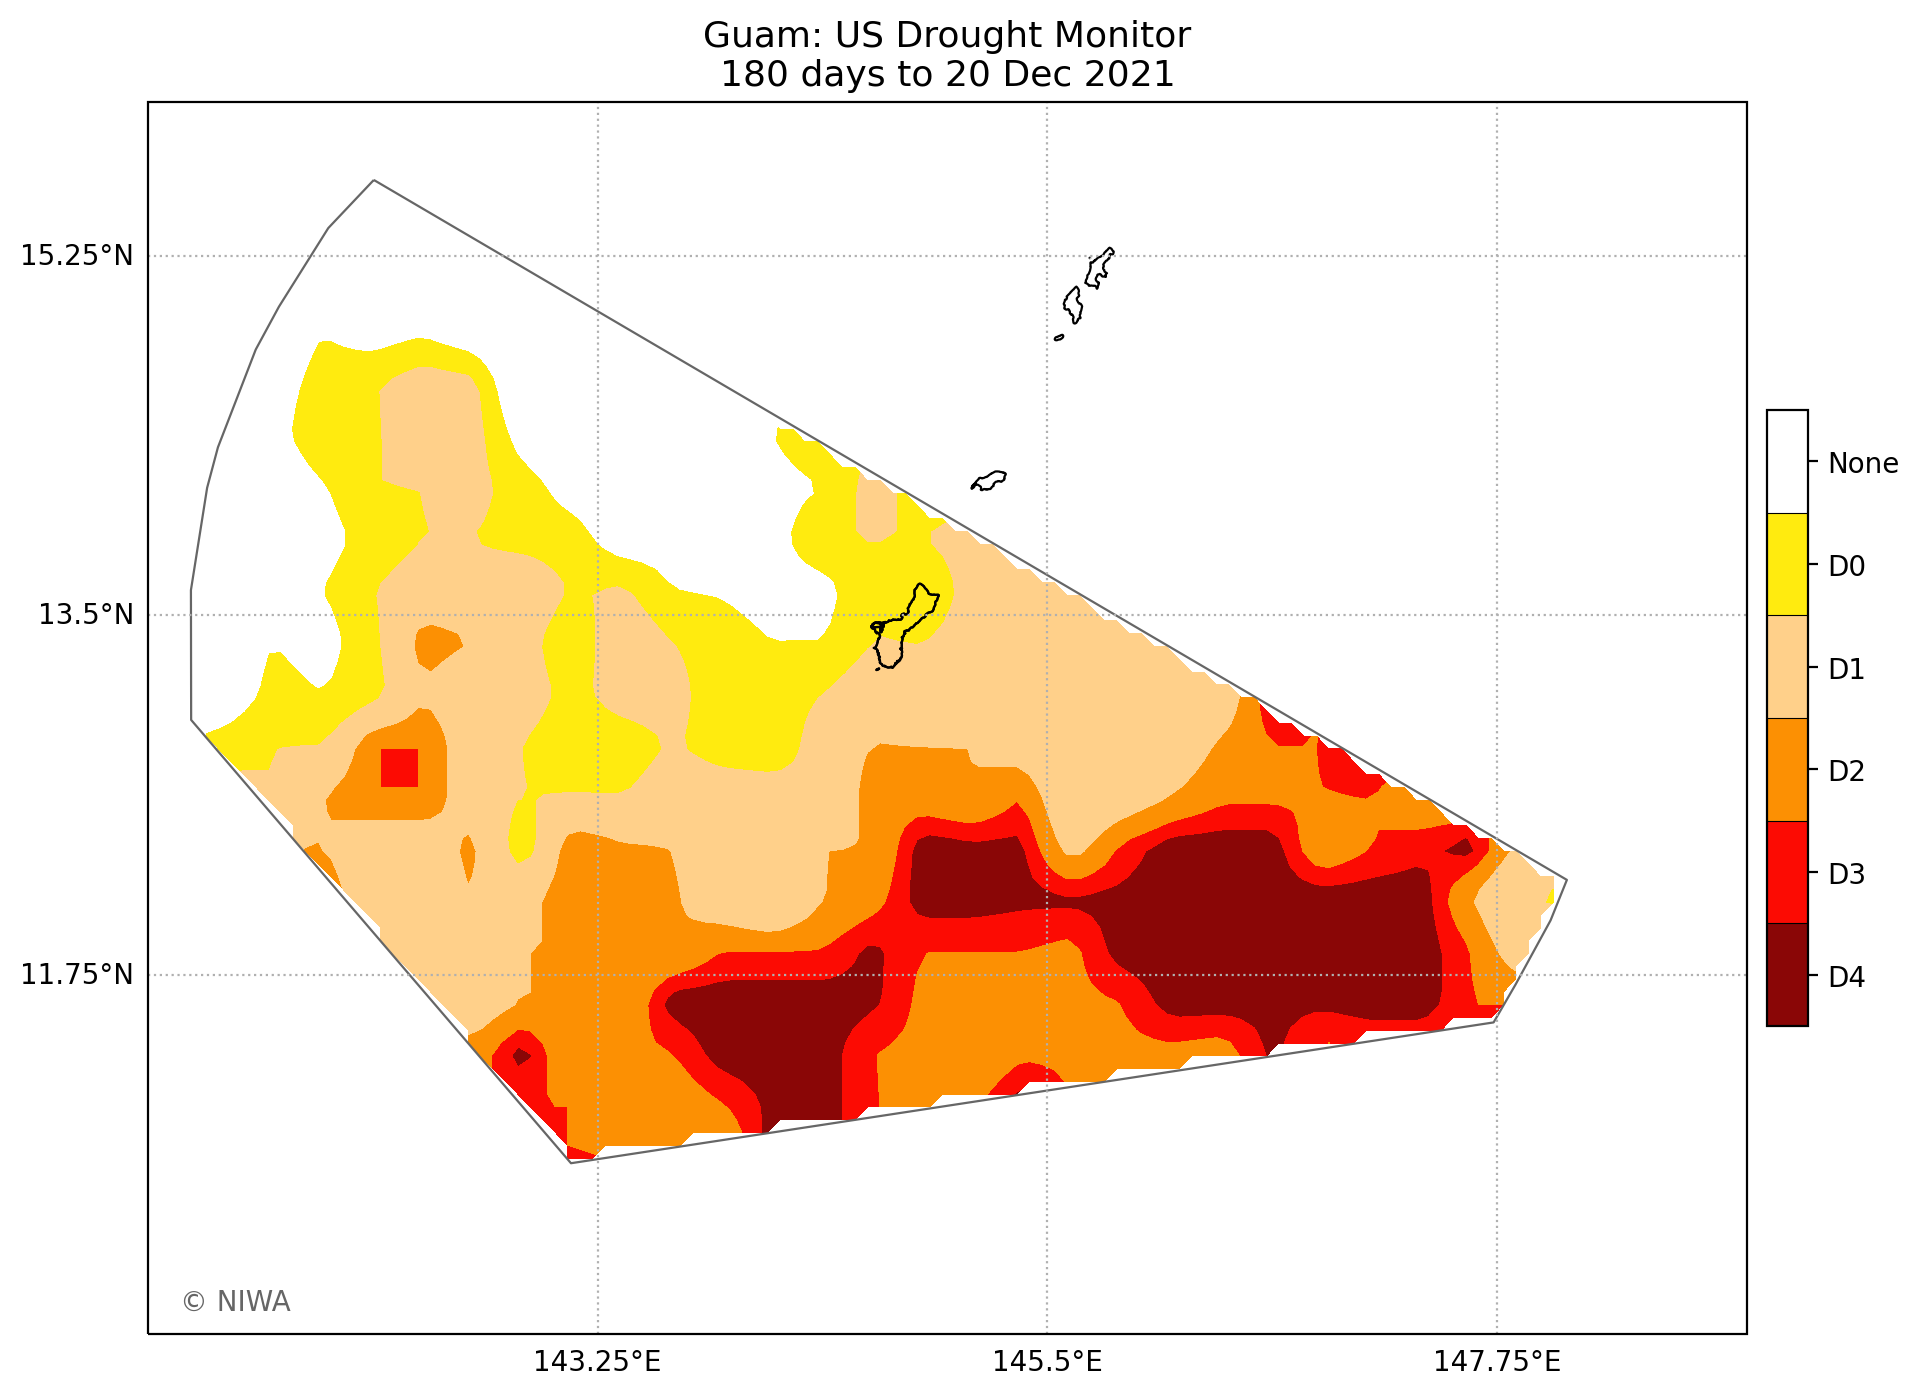 Guam: US Drought Monitor
180 days to 20 Dec 2021
15.25°N
13.5°N
11.75°N
143.25°E
145.5°E
147.75°E
None
D0
D1
D2
D3
D4
© NIWA